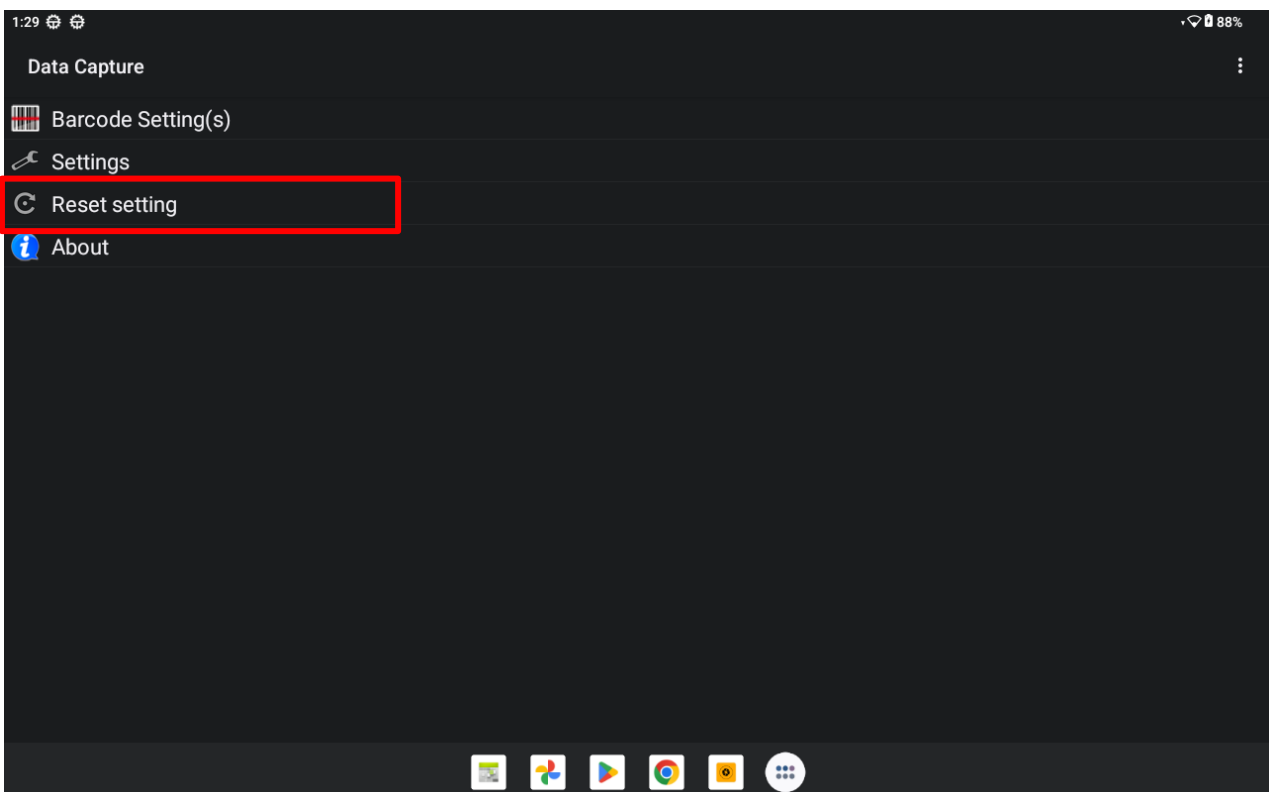 1:29
88%
Data Capture
Barcode Setting(s)
Settings
Reset setting
About